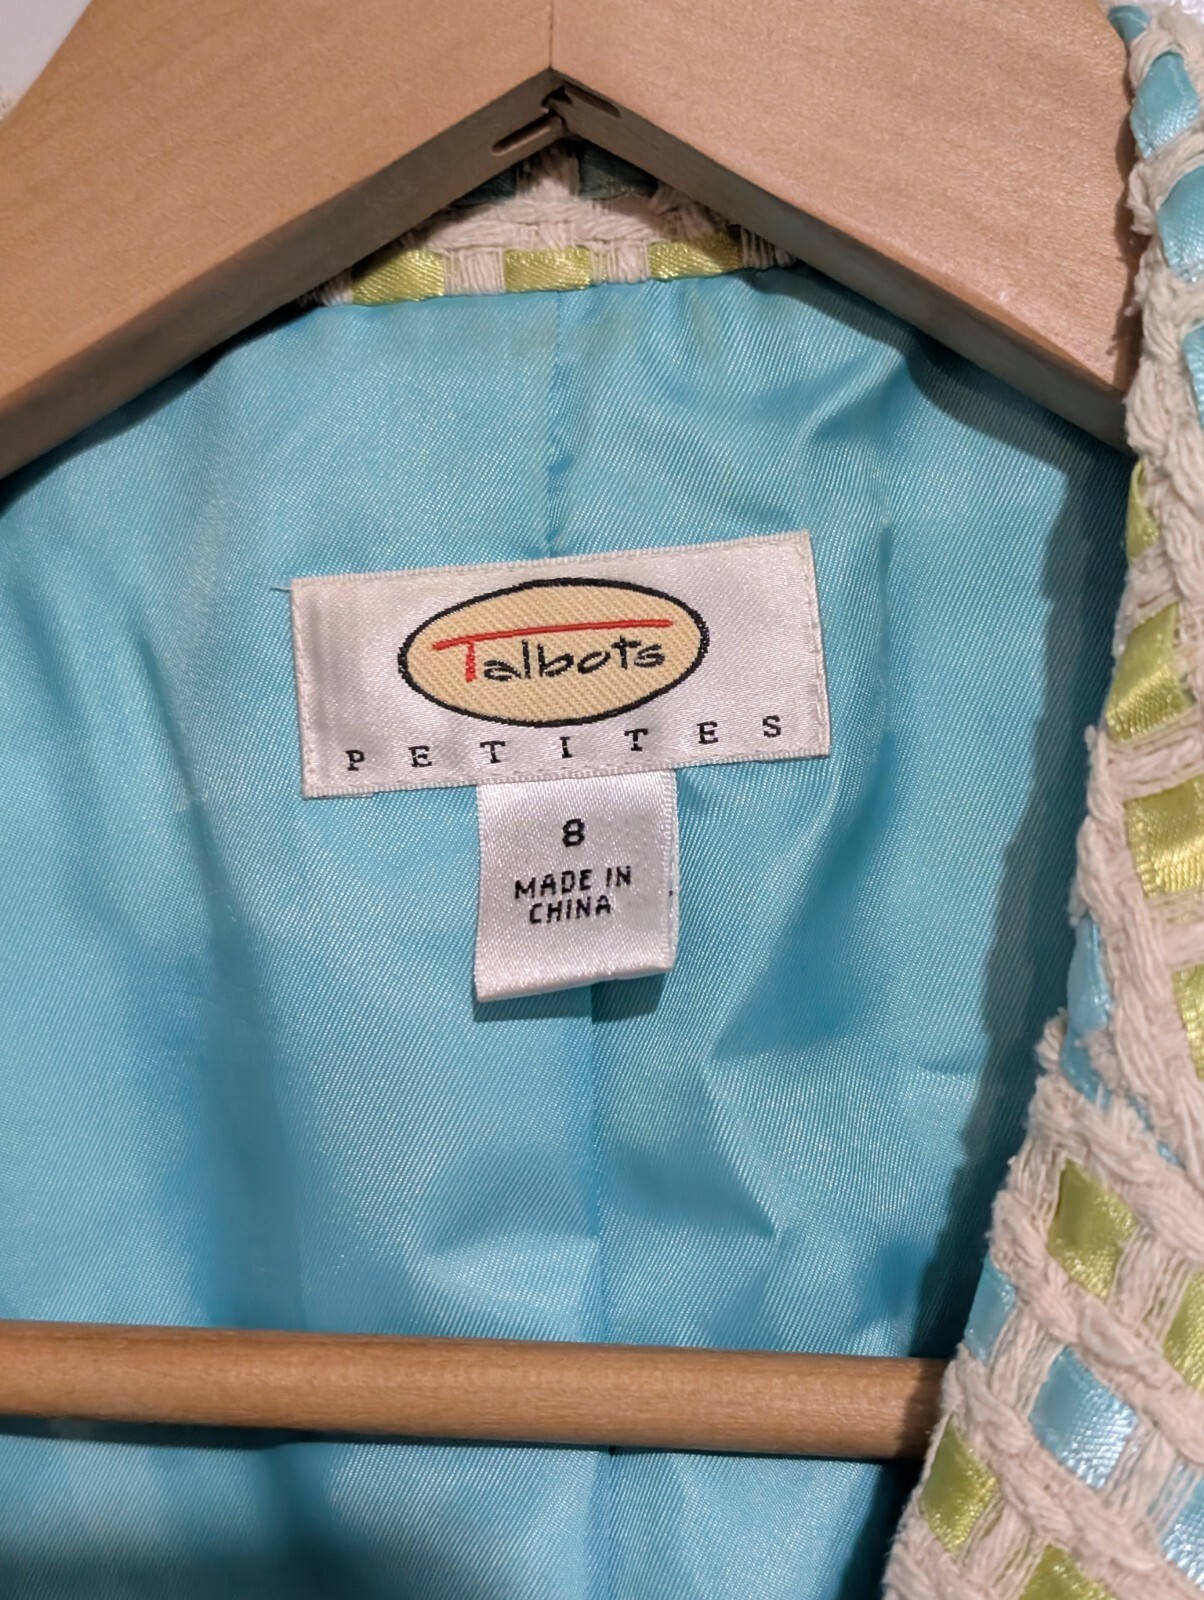 Talbots
PETITES
8
MADE IN
CHINA